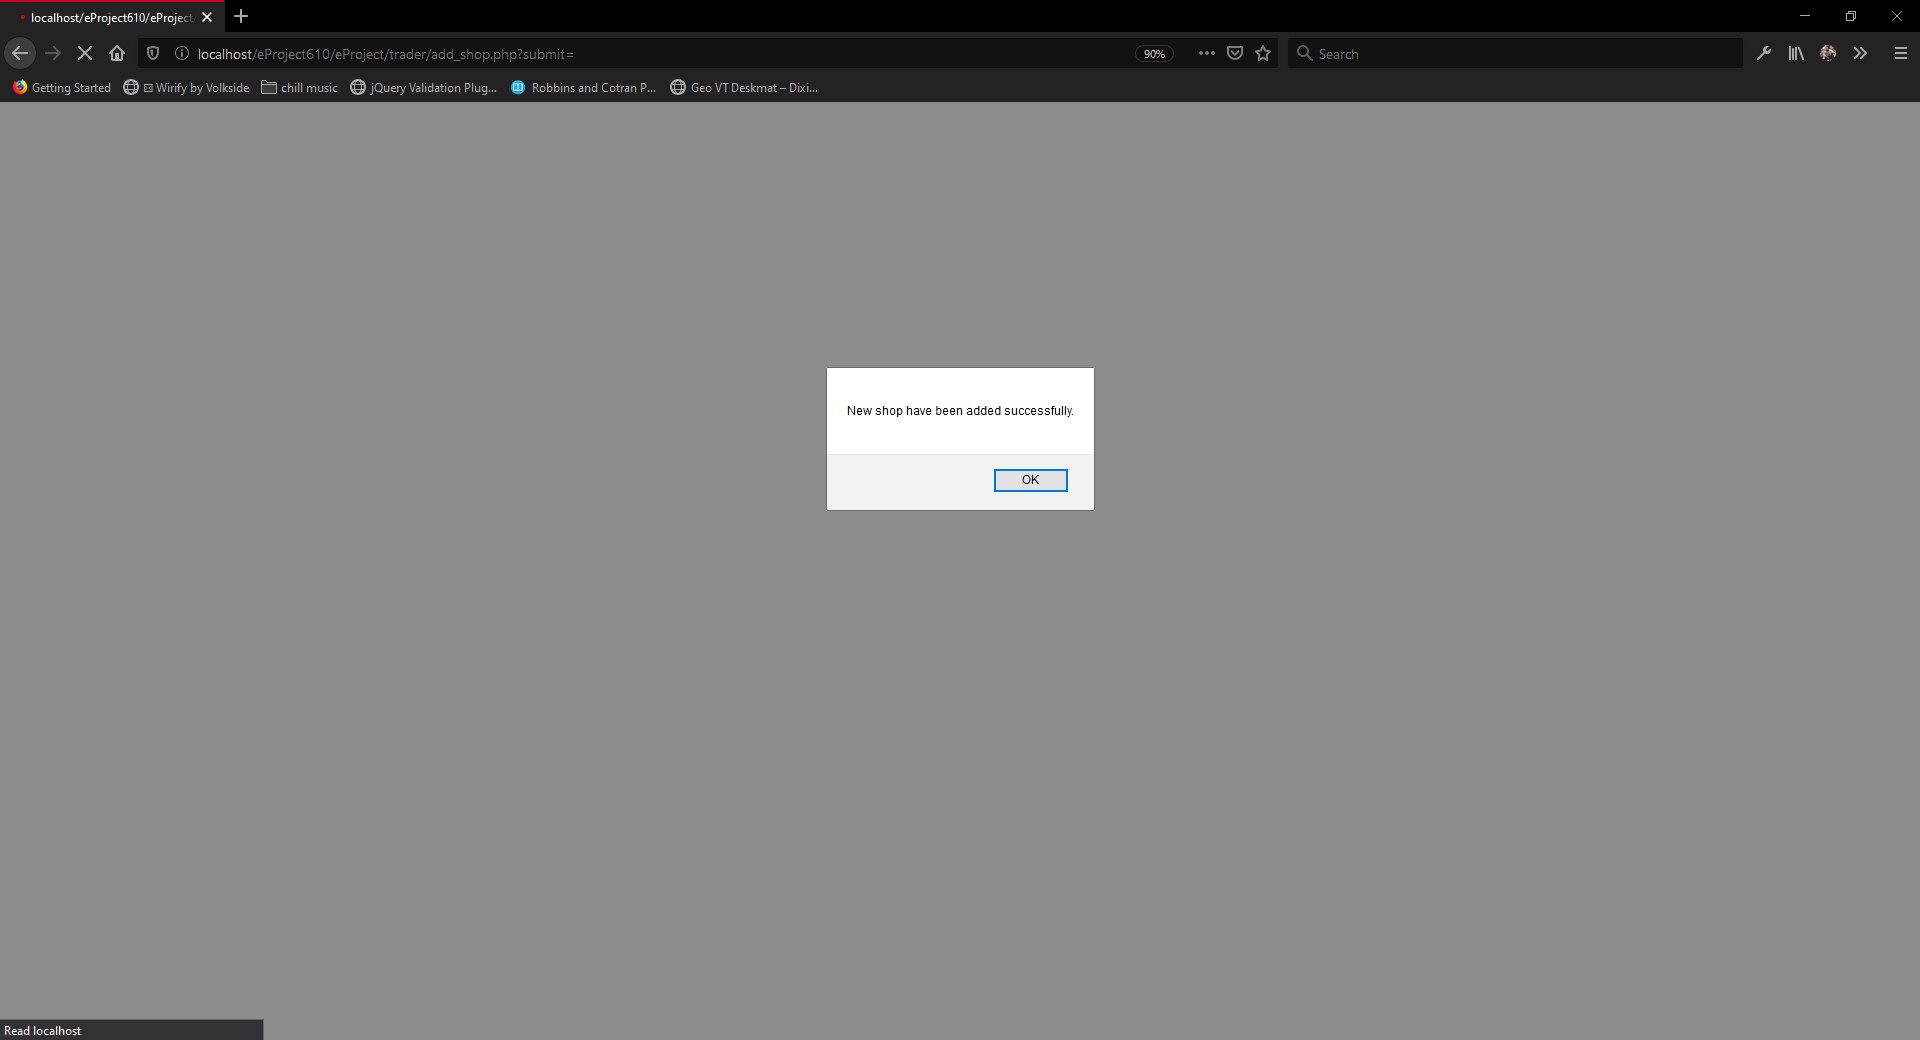 localhost/eProject610/eProject
localhost/eProject610/eProject/trader/add_shop.php?submit=
90%
Search
Getting Started
Wirify by Volkside
chill music
jQuery Validation Plug...
Robbins and Cotran P...
Geo VT Deskmat – Dixi...
New shop have been added successfully.
OK
Read localhost